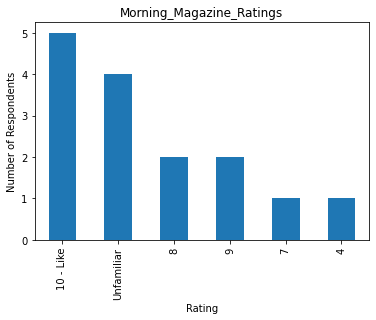 Morning_Magazine_Ratings
Number of Respondents
5
4
3
2
1
0
10 - Like
Unfamiliar
8
9
7
4
Rating